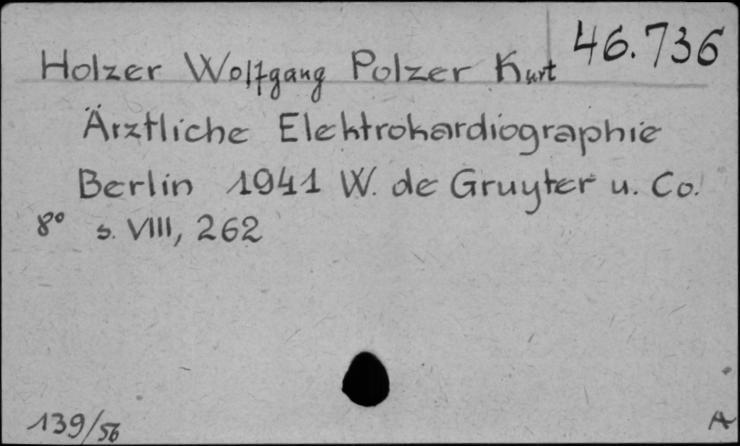 46.736
Holzer Wolfgang Polzer Kurt
Ärztliche Elektrokardiographie
Berlin 1941 W. de Gruyter u. Co.
8° s. VIII, 262
139/56
A